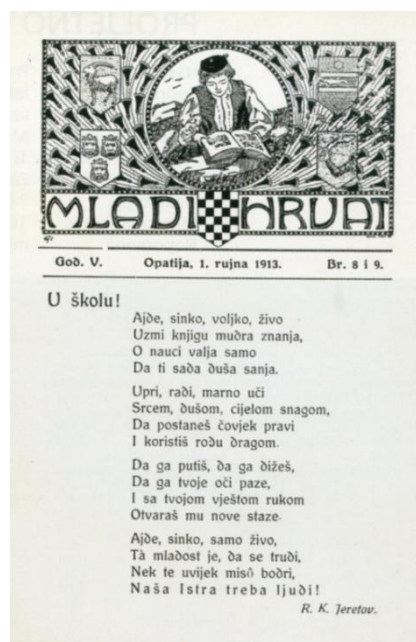 MLADI HRVAT
God. V. Opatija, 1. rujna 1913. Br. 8 i 9.
U školu!
Ajde, sinko, voljko, živo
Uzmi knjigu mudra znanja,
O nauci valja samo
Da ti sada duša sanja.
Upri, radi, marno uči
Srcem, dušom, cijelom snagom,
Da postaneš čovjek pravi
I koristiš rodu dragom.
Da ga putiš, da ga dižeš,
Da ga tvoje oči paze,
I sa tvojom vještom rukom
Otvaraš mu nove staze.
Ajde, sinko, samo živo,
Tà mladost je, da se trudi,
Nek te uvijek misô bodri,
Naša Istra treba ljudi!
R. K. Jeretov.